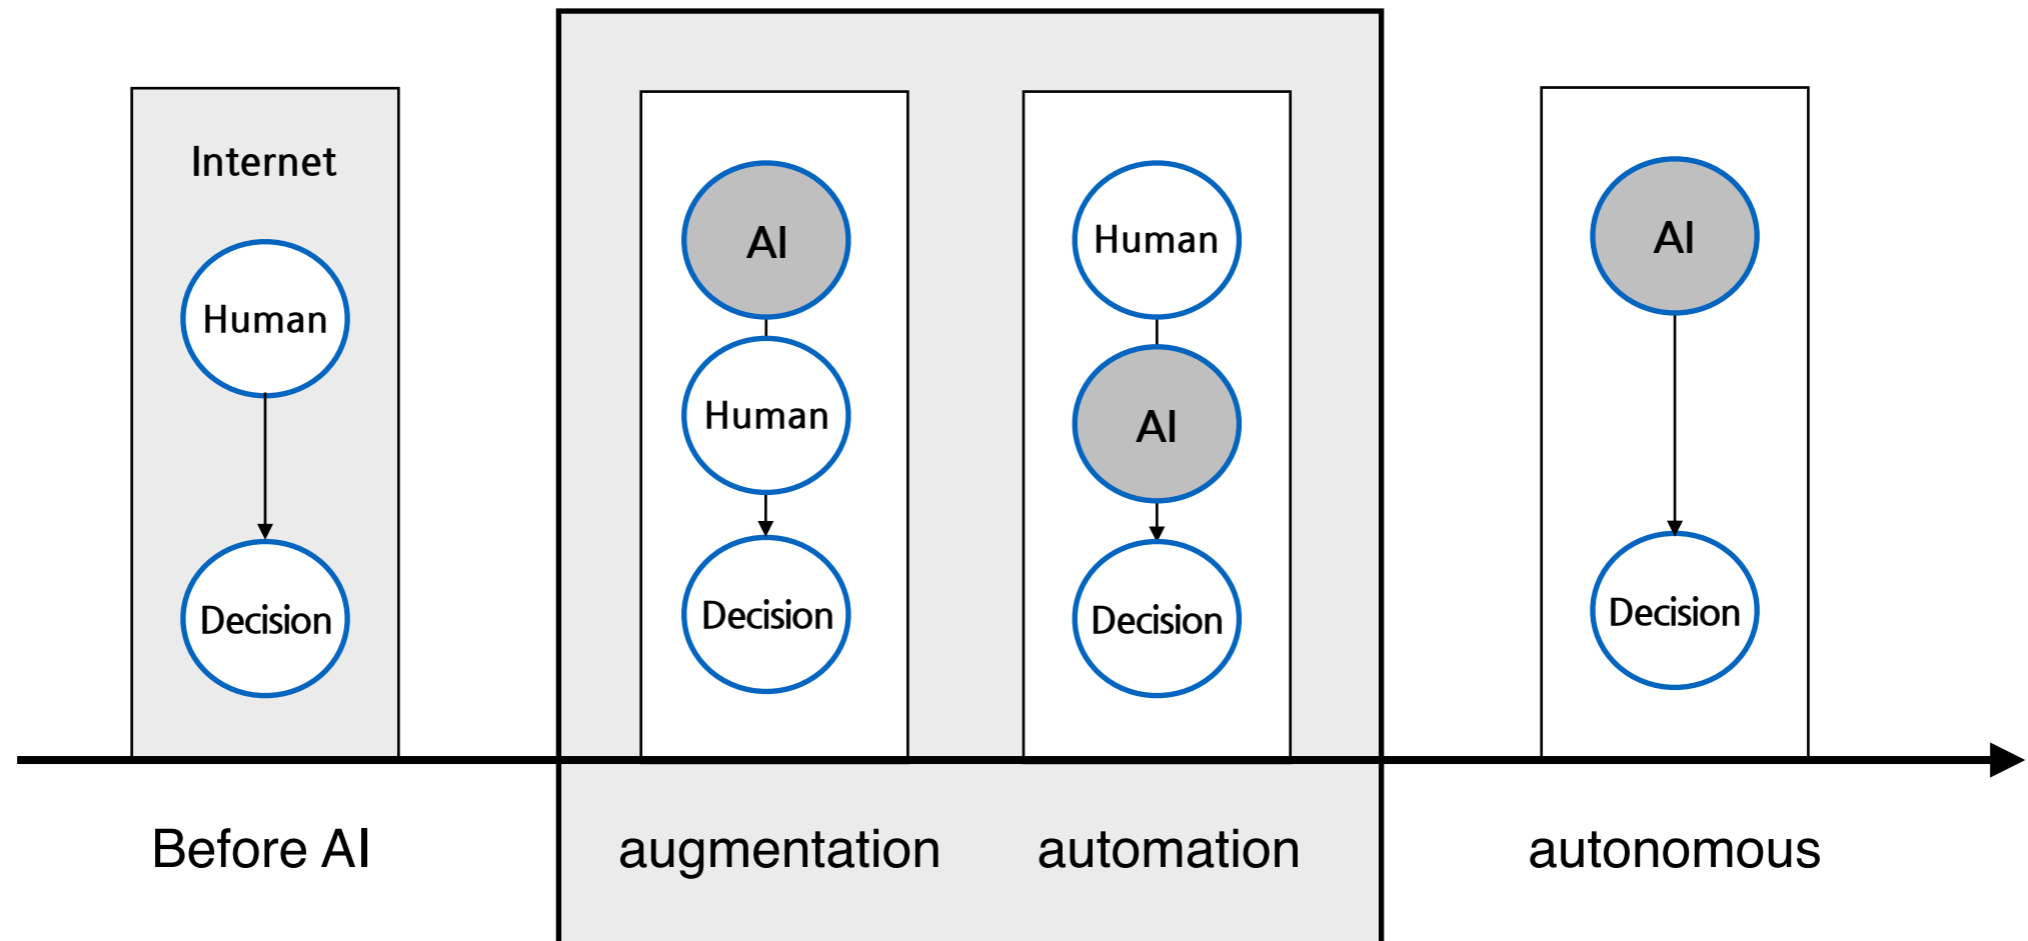 Internet
Human
Decision
Before AI
AI
Human
Decision
augmentation
Human
AI
Decision
automation
AI
Decision
autonomous